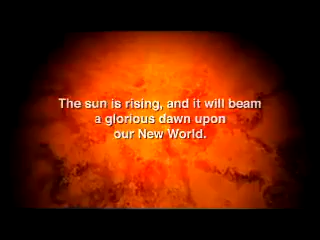 The sun is rising, and it will beam
a glorious dawn upon
our New World.